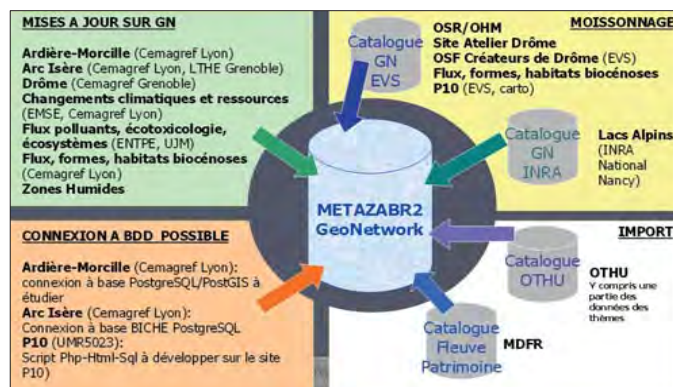 MISES A JOUR SUR GN
Ardière-Morcille (Cemagref Lyon)
Arc Isère (Cemagref Lyon, LTHE Grenoble)
Drôme (Cemagref Grenoble)
Changements climatiques et ressources
(EMSE, Cemagref Lyon)
Flux polluants, écotoxicologie,
écosystèmes (ENTPE, UJM)
Flux, formes, habitats biocénoses
(Cemagref Lyon)
Zones Humides
MOISSONNAGE
Catalogue
GN
EVS
OSR/OHM
Site Atelier Drôme
OSF Créateurs de Drôme (EVS)
Flux, formes, habitats biocénoses
P10 (EVS, carto)
Catalogue
GN
INRA
Lacs Alpins
(INRA
National
Nancy)
METAZABR2
GeoNetwork
CONNEXION A BDD POSSIBLE
Ardière-Morcille (Cemagref Lyon):
connexion à base PostgreSQL/PostGIS à
étudier
Arc Isère (Cemagref Lyon):
Connexion à base BICHE PostgreSQL
P10 (UMR5023):
Script Php-Html-Sql à développer sur le site
P10)
IMPORT
Catalogue
OTHU
OTHU
Y compris une
partie des
données des
thèmes
Catalogue
Fleuve
Patrimoine
MDFR